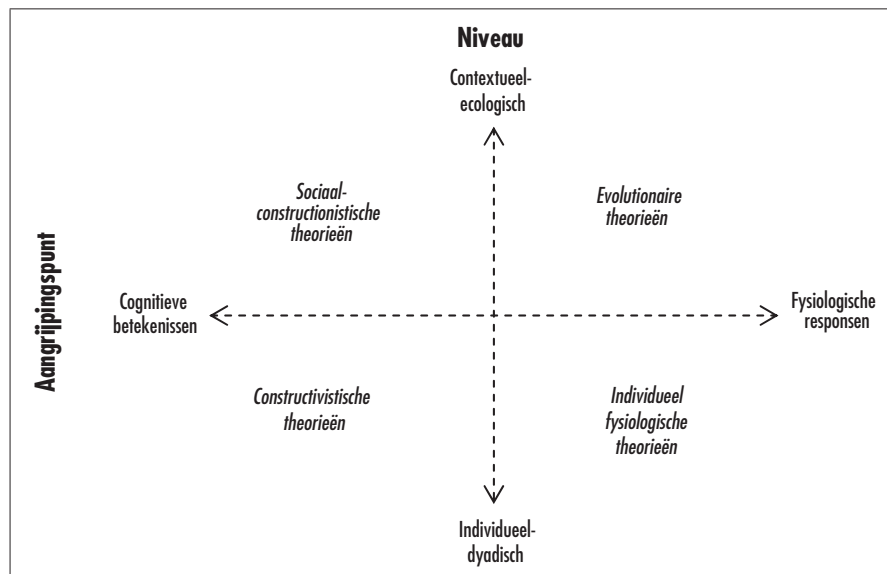 Niveau
Contextueel-
ecologisch
Sociaal-
constructionistische
theorieën
Evolutionaire
theorieën
Aangrijpingspunt
Cognitieve
betekenissen
Fysiologische
responsen
Constructivistische
theorieën
Individueel
fysiologische
theorieën
Individueel-
dyadisch